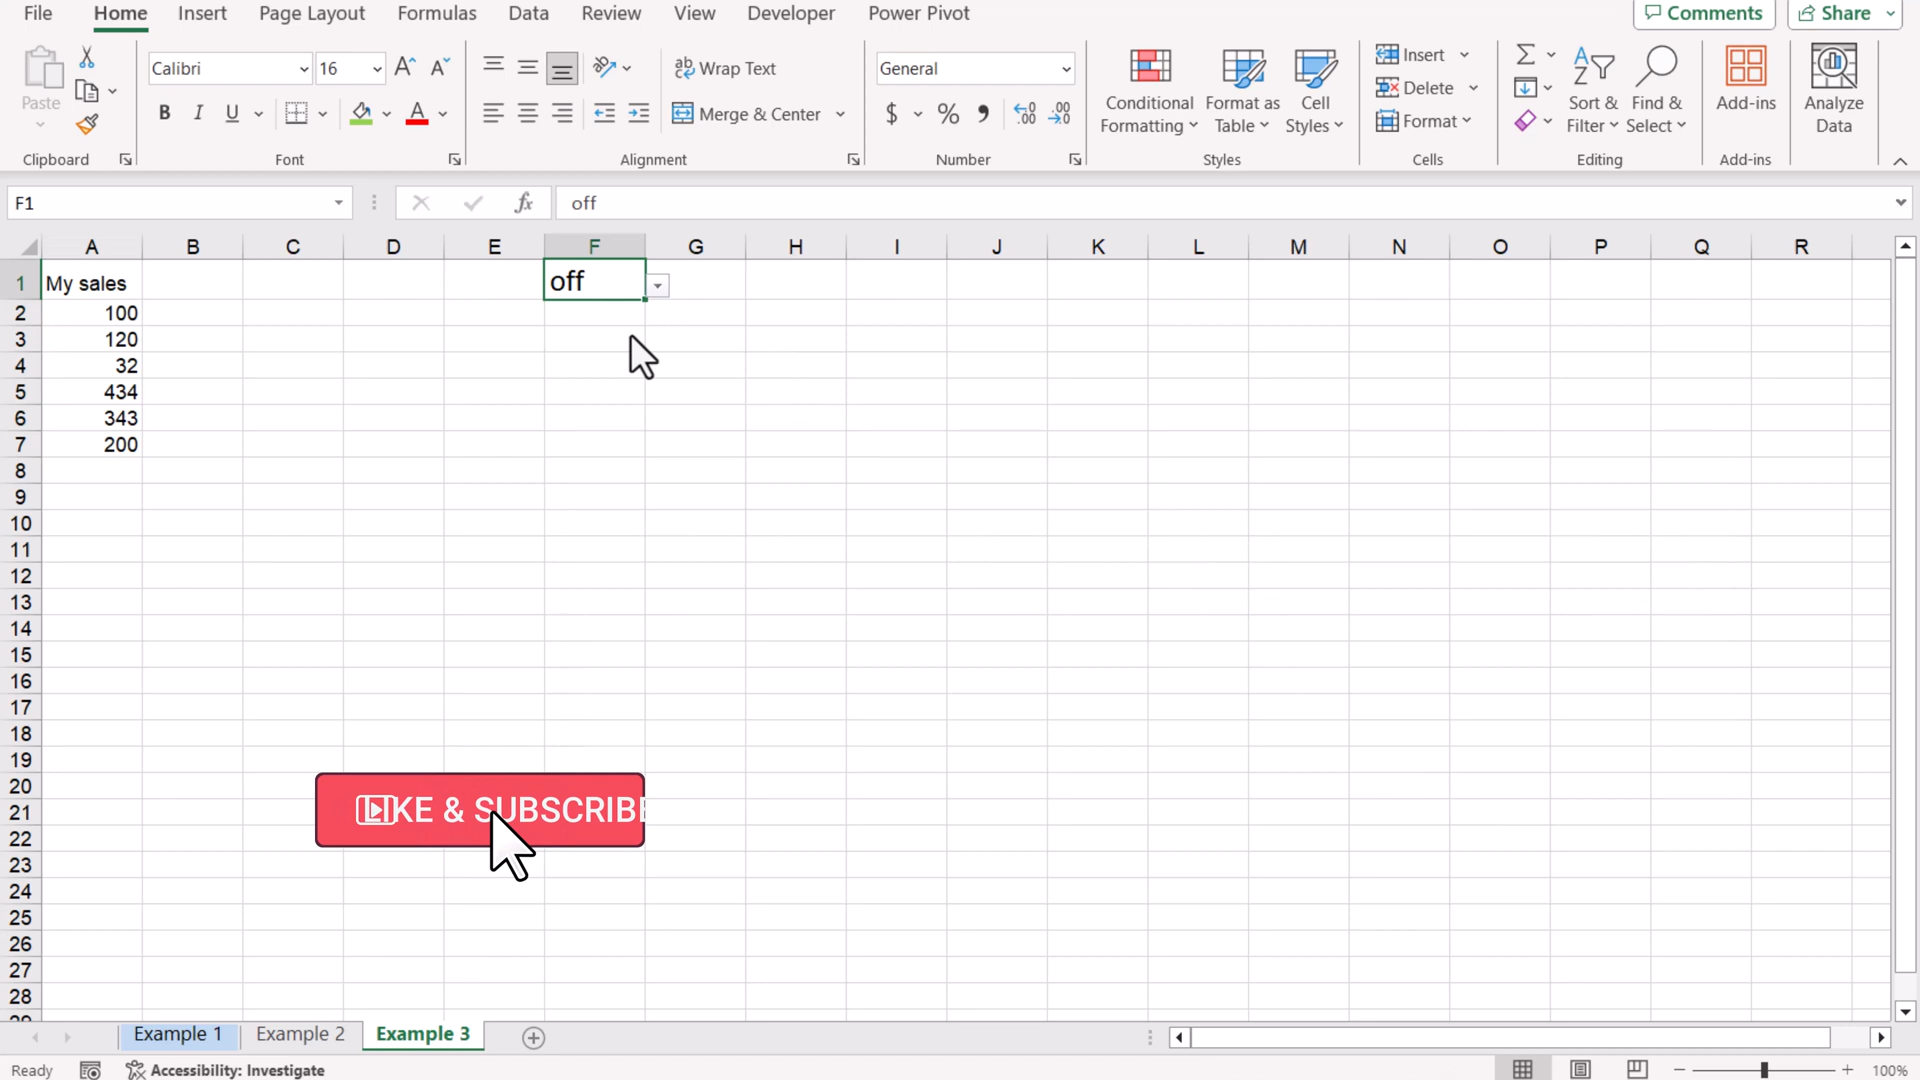 File Home Insert Page Layout Formulas Data Review View Developer Power Pivot Comments Share
Paste
Clipboard
Calibri 16
B I U A
Font
ab Wrap Text
Merge & Center
Alignment
General
$ % 9 .00
Number
Conditional Formatting
Format as Table
Cell Styles
Styles
Insert
Delete
Format
Cells
Sort & Filter
Find & Select
Editing
Add-ins
Add-ins
Analyze Data
F1 fx off
A B C D E F G H I J K L M N O P Q R
1 My sales off
2 100
3 120
4 32
5 434
6 343
7 200
8
9
10
11
12
13
14
15
16
17
18
19
20
21
22
23
24
25
26
27
28
LIKE & SUBSCRIBE
Example 1 Example 2 Example 3
Ready Accessibility: Investigate 100%